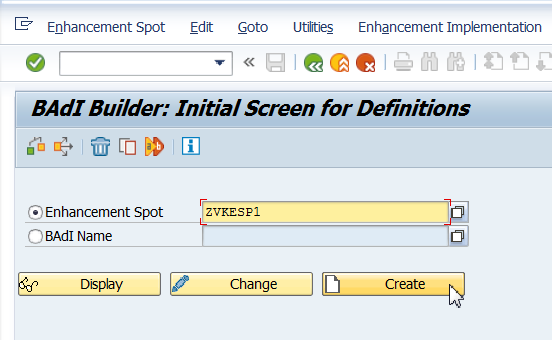 Enhancement Spot Edit Goto Utilities Enhancement Implementation
BAdI Builder: Initial Screen for Definitions
Enhancement Spot ZVKESP1
BAdI Name
Display Change Create